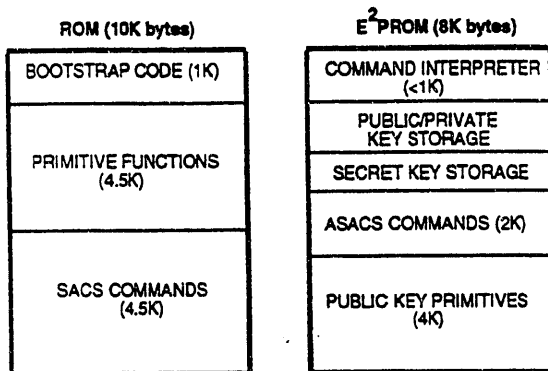 ROM (10K bytes)
BOOTSTRAP CODE (1K)
PRIMITIVE FUNCTIONS
(4.5K)
SACS COMMANDS
(4.5K)
E²PROM (8K bytes)
COMMAND INTERPRETER
(<1K)
PUBLIC/PRIVATE
KEY STORAGE
SECRET KEY STORAGE
ASACS COMMANDS (2K)
PUBLIC KEY PRIMITIVES
(4K)